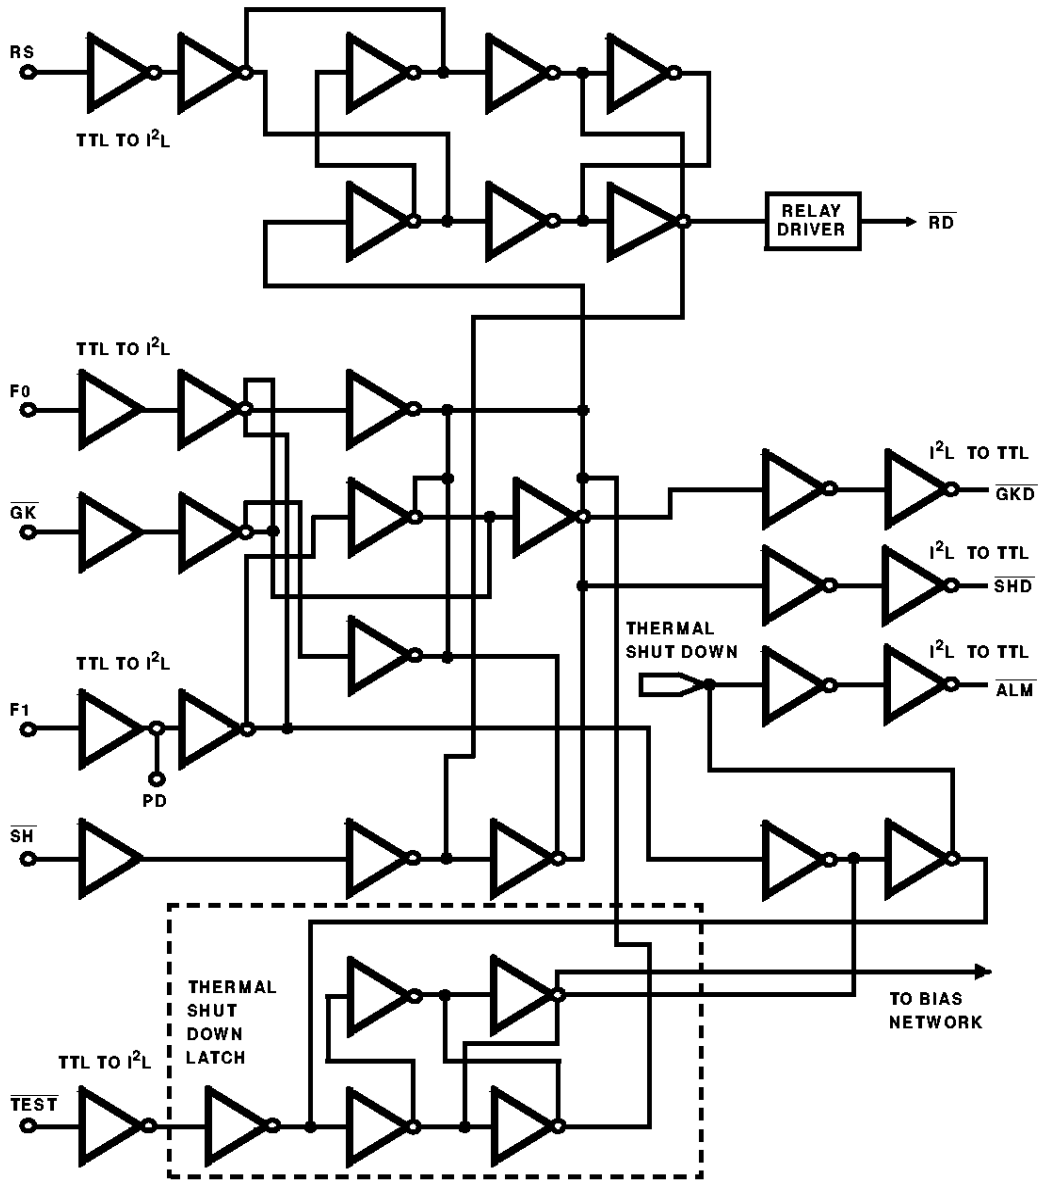 RS
TTL TO I²L
RELAY
DRIVER
RD
TTL TO I²L
F0
I²L TO TTL
GK
GKD
I²L TO TTL
SHD
THERMAL
SHUT DOWN
I²L TO TTL
TTL TO I²L
ALM
F1
PD
SH
THERMAL
SHUT
DOWN
LATCH
TO BIAS
NETWORK
TTL TO I²L
TEST